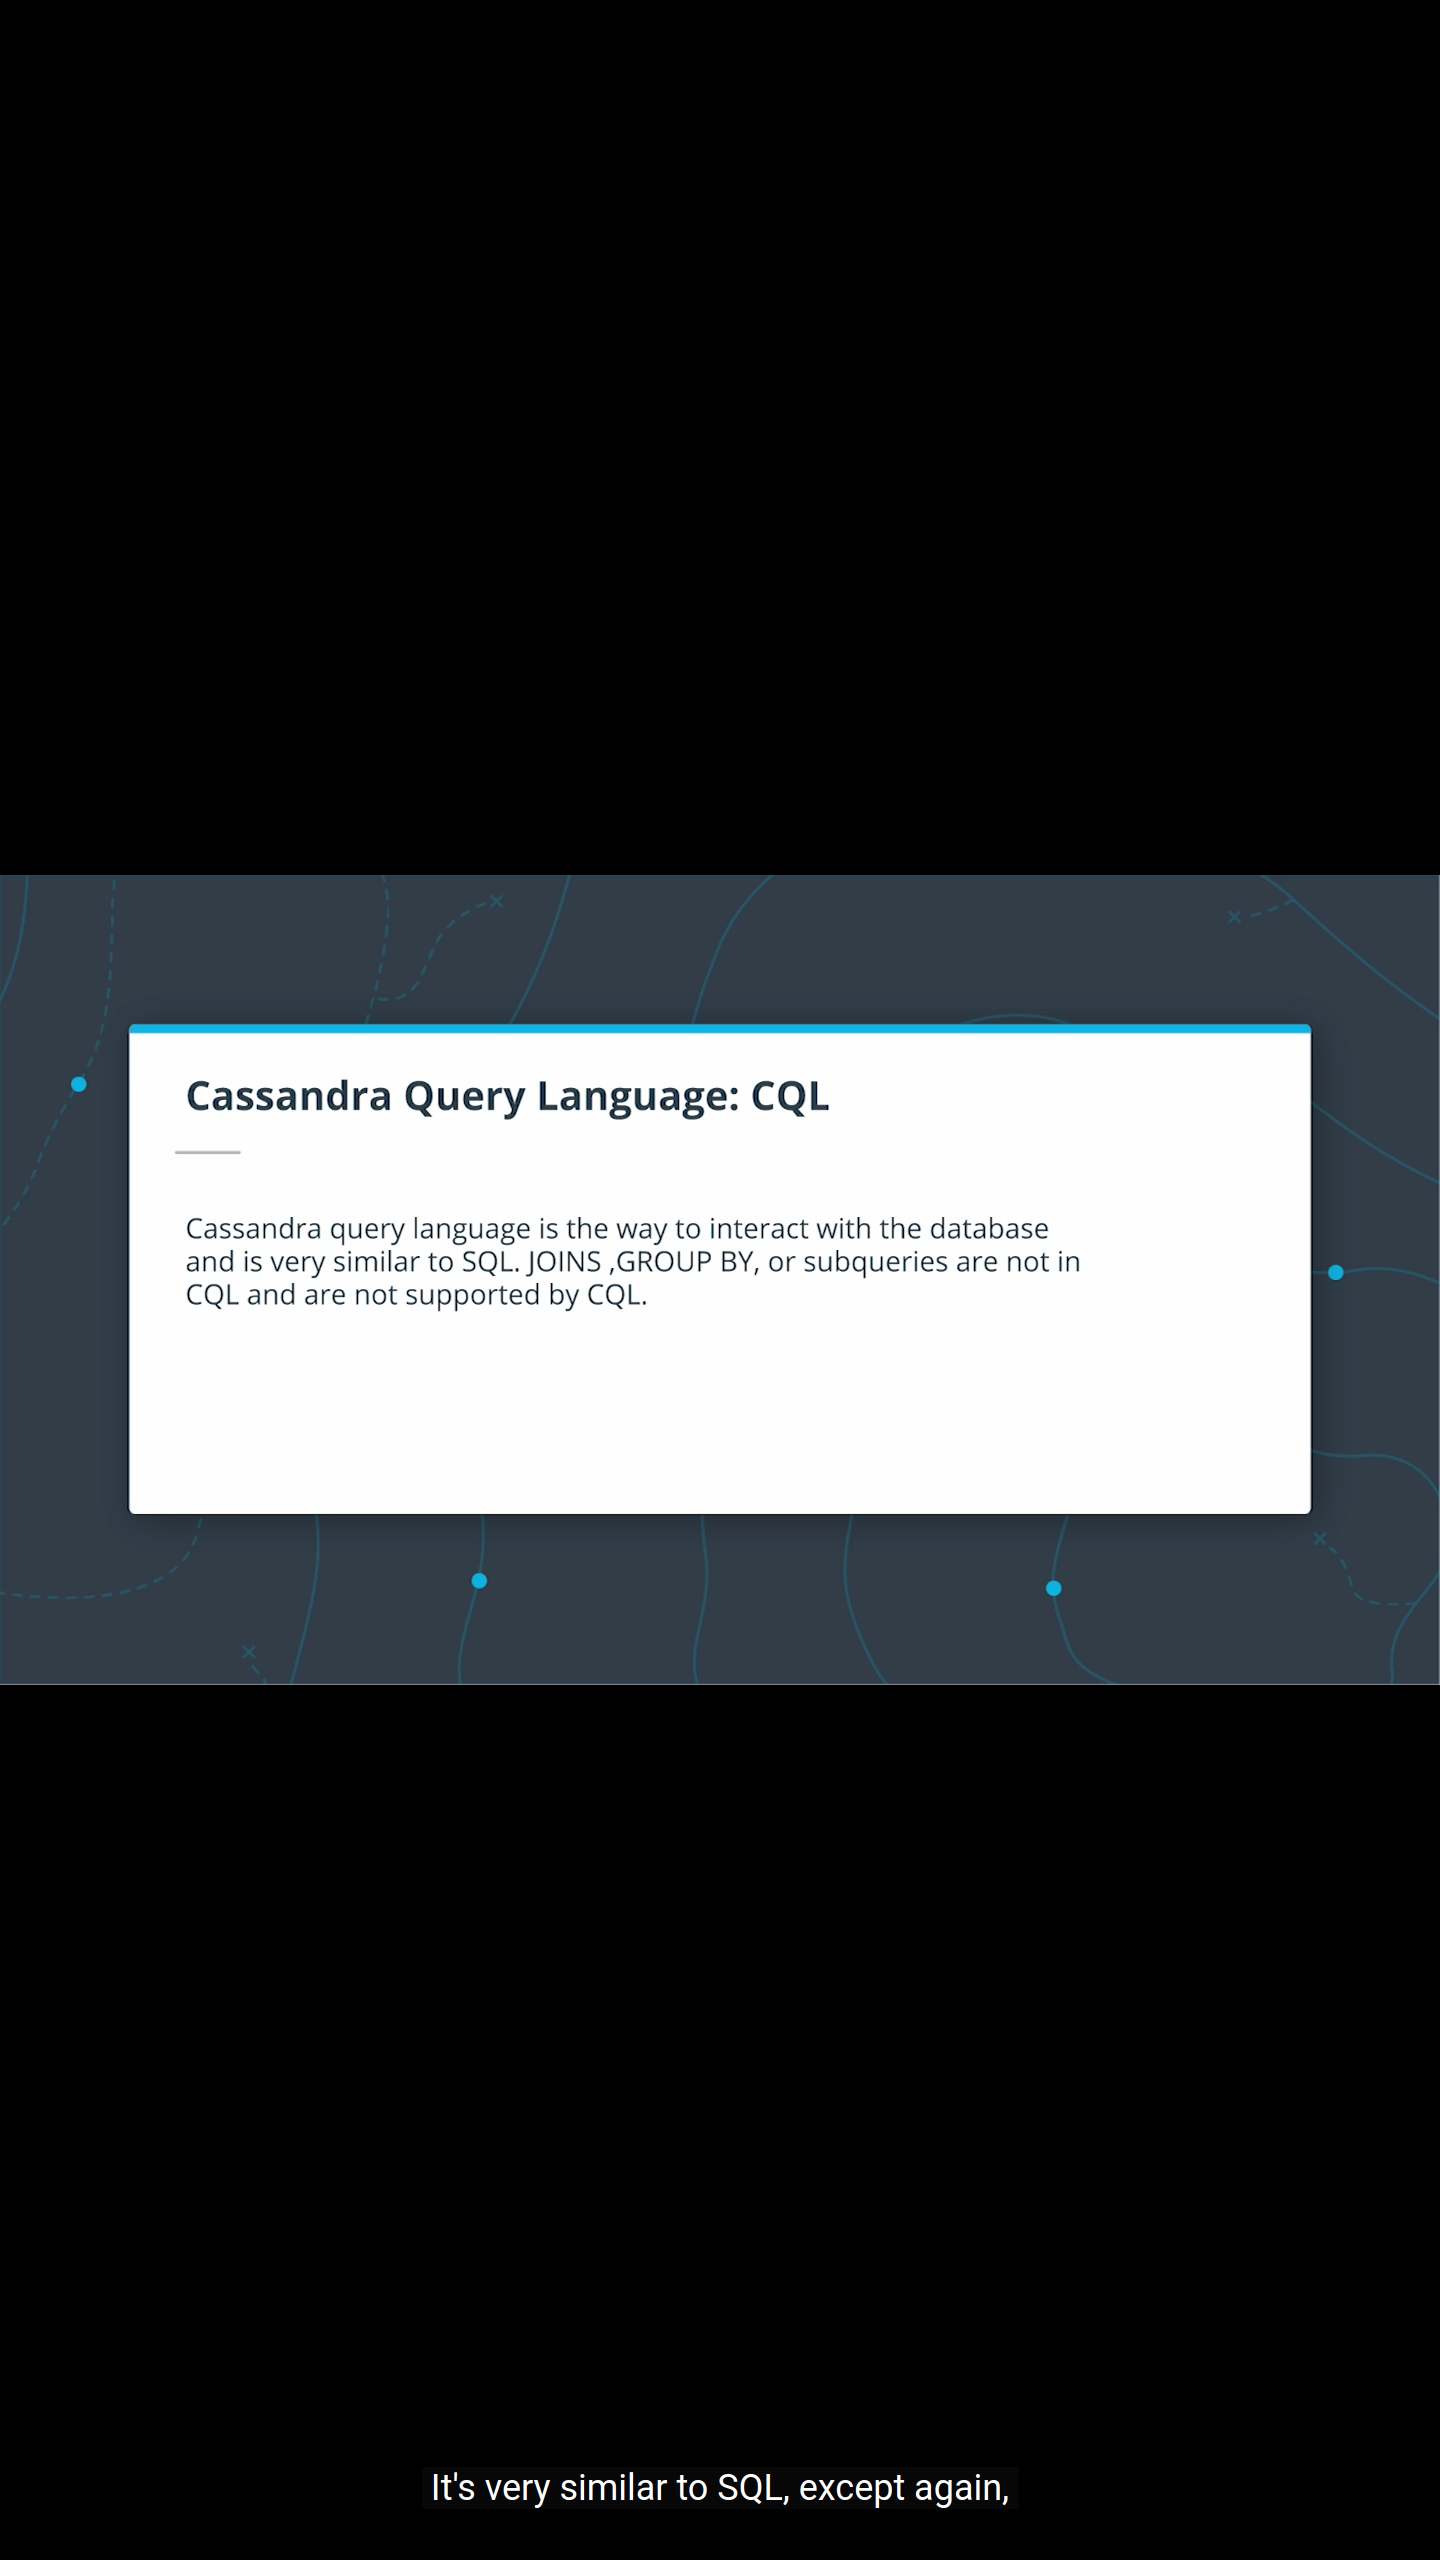 Cassandra Query Language: CQL
Cassandra query language is the way to interact with the database
and is very similar to SQL. JOINS ,GROUP BY, or subqueries are not in
CQL and are not supported by CQL.
It's very similar to SQL, except again,